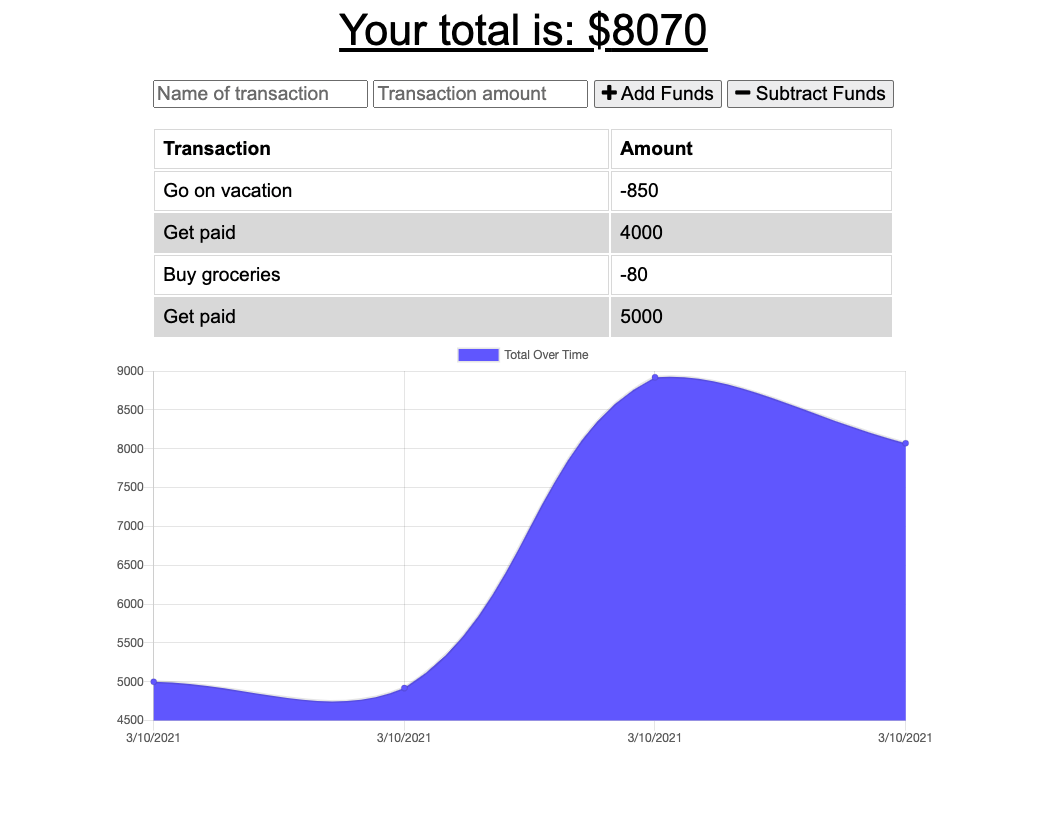 Your total is: $8070
Name of transaction Transaction amount Add Funds Subtract Funds
Transaction Amount
Go on vacation -850
Get paid 4000
Buy groceries -80
Get paid 5000
Total Over Time
9000
8500
8000
7500
7000
6500
6000
5500
5000
4500
3/10/2021 3/10/2021 3/10/2021 3/10/2021